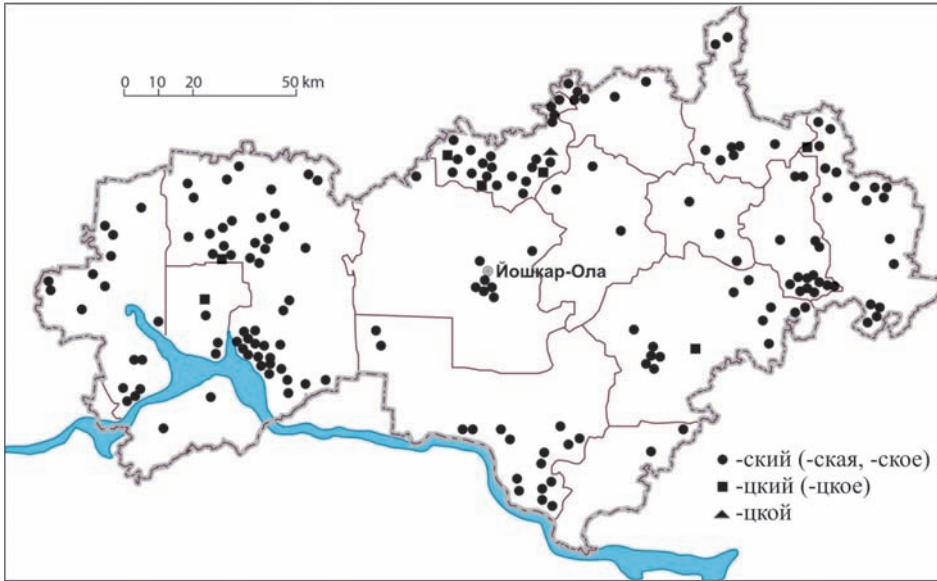 0 10 20 50 km
Йошкар-Ола
-ский (-ская, -ское)
-цкий (-цкое)
-цкой